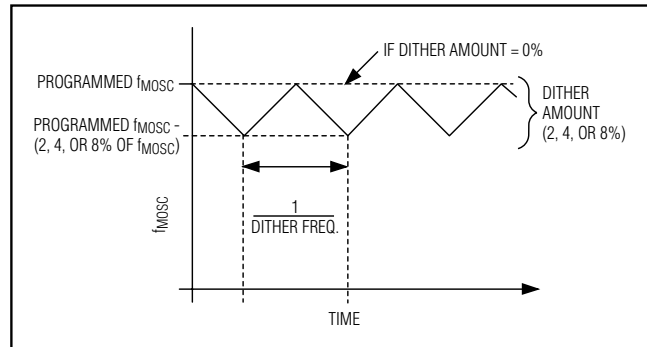 IF DITHER AMOUNT = 0%
PROGRAMMED fMOSC
DITHER
AMOUNT
(2, 4, OR 8%)
PROGRAMMED fMOSC -
(2, 4, OR 8% OF fMOSC)
1
DITHER FREQ.
fMOSC
TIME